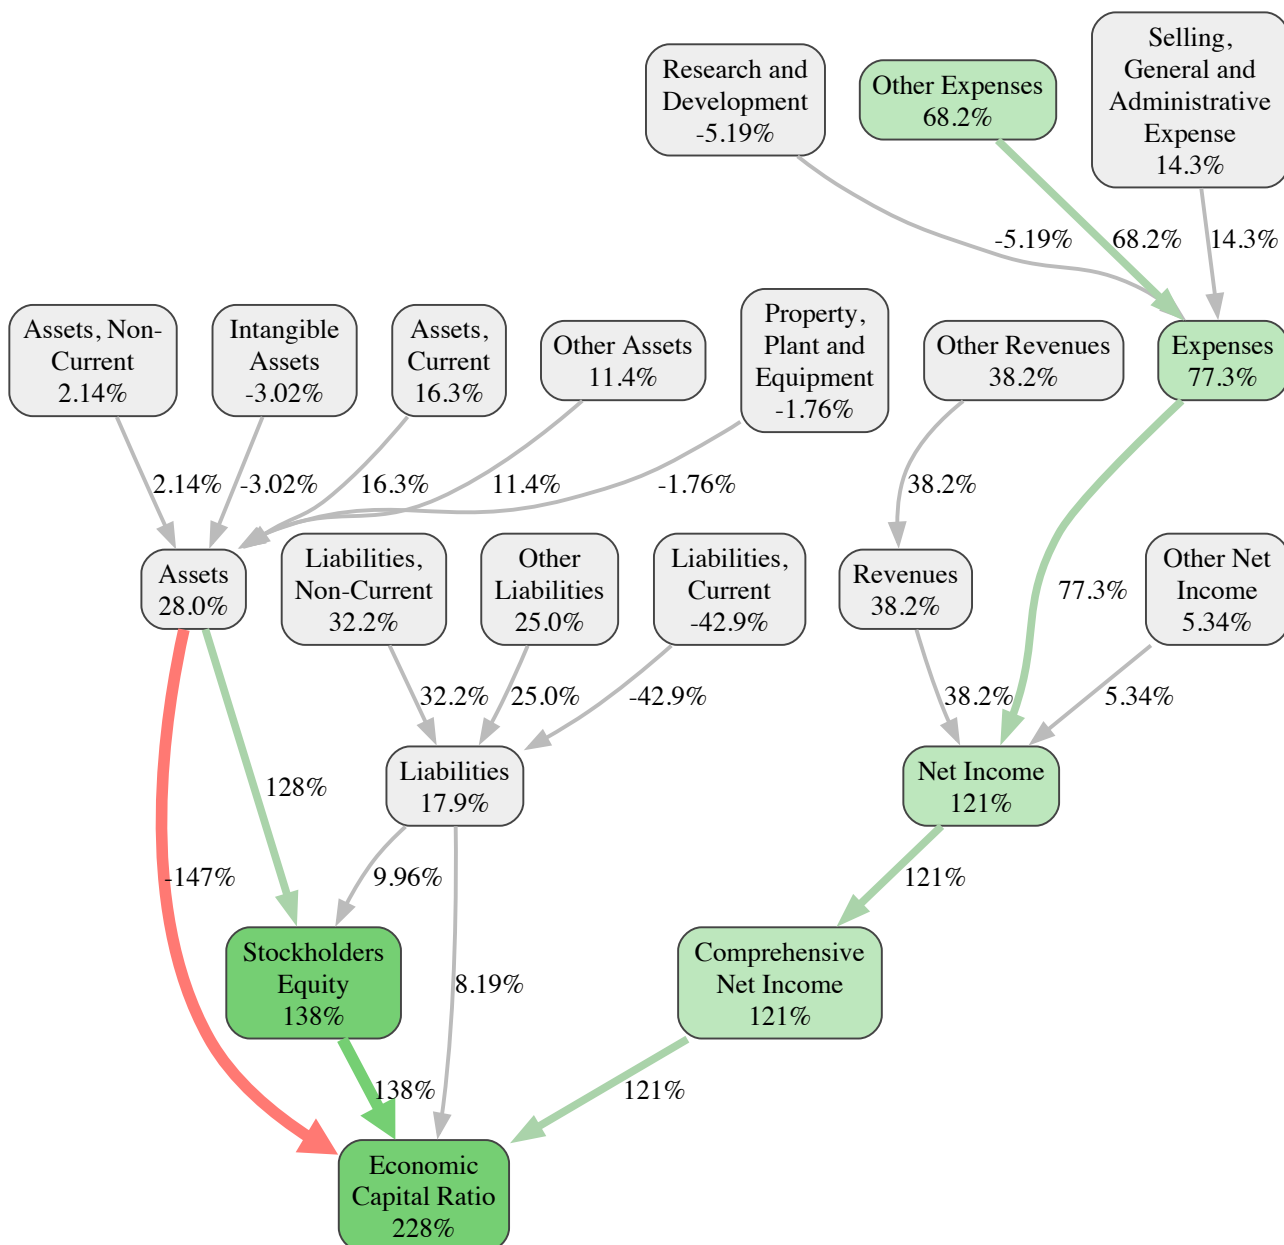 Research and
Development
-5.19%
Other Expenses
68.2%
Selling,
General and
Administrative
Expense
14.3%
-5.19%
68.2%
14.3%
Assets, Non-
Current
2.14%
Intangible
Assets
-3.02%
Assets,
Current
16.3%
Other Assets
11.4%
Property,
Plant and
Equipment
-1.76%
Other Revenues
38.2%
Expenses
77.3%
2.14%
-3.02%
16.3%
11.4%
-1.76%
38.2%
Assets
28.0%
Liabilities,
Non-Current
32.2%
Other
Liabilities
25.0%
Liabilities,
Current
-42.9%
Revenues
38.2%
77.3%
Other Net
Income
5.34%
32.2%
25.0%
-42.9%
38.2%
5.34%
128%
Liabilities
17.9%
Net Income
121%
-147%
9.96%
121%
Stockholders
Equity
138%
8.19%
Comprehensive
Net Income
121%
138%
121%
Economic
Capital Ratio
228%